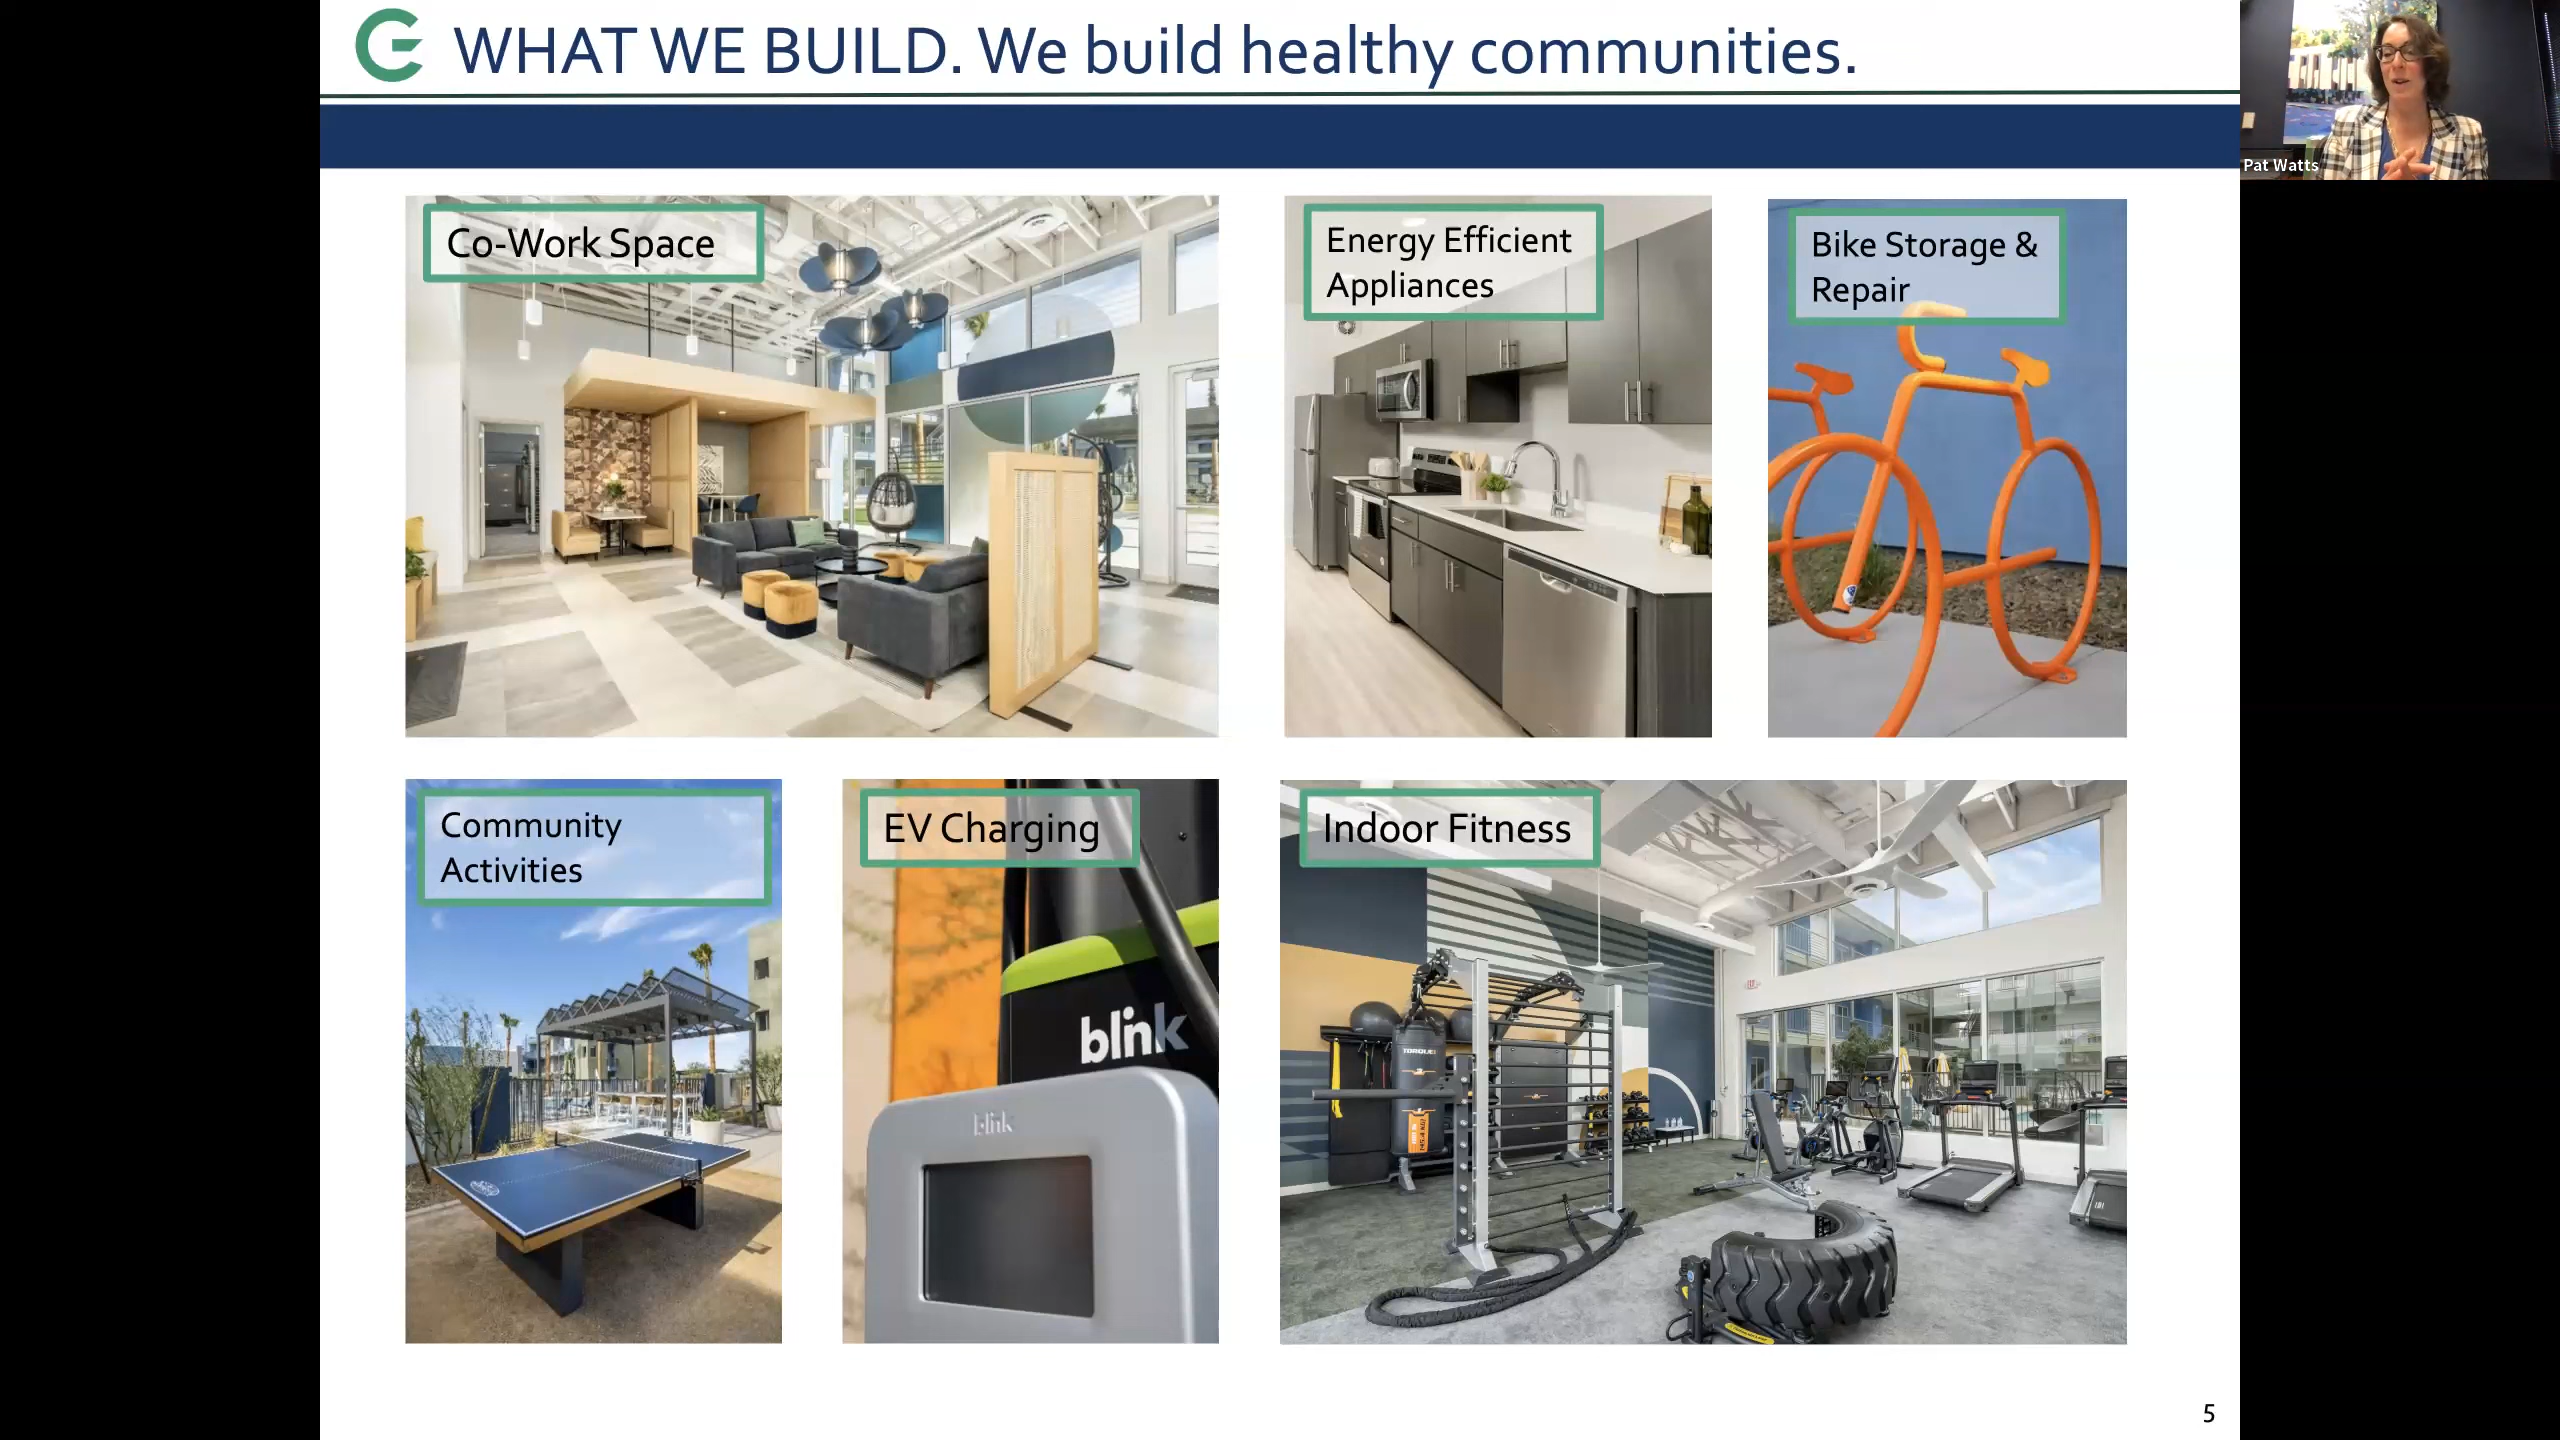 WHAT WE BUILD. We build healthy communities.
Pat Watts
Co-Work Space
Energy Efficient
Appliances
Bike Storage &
Repair
Community
Activities
EV Charging
blink
blink
Indoor Fitness
TORQUE
5